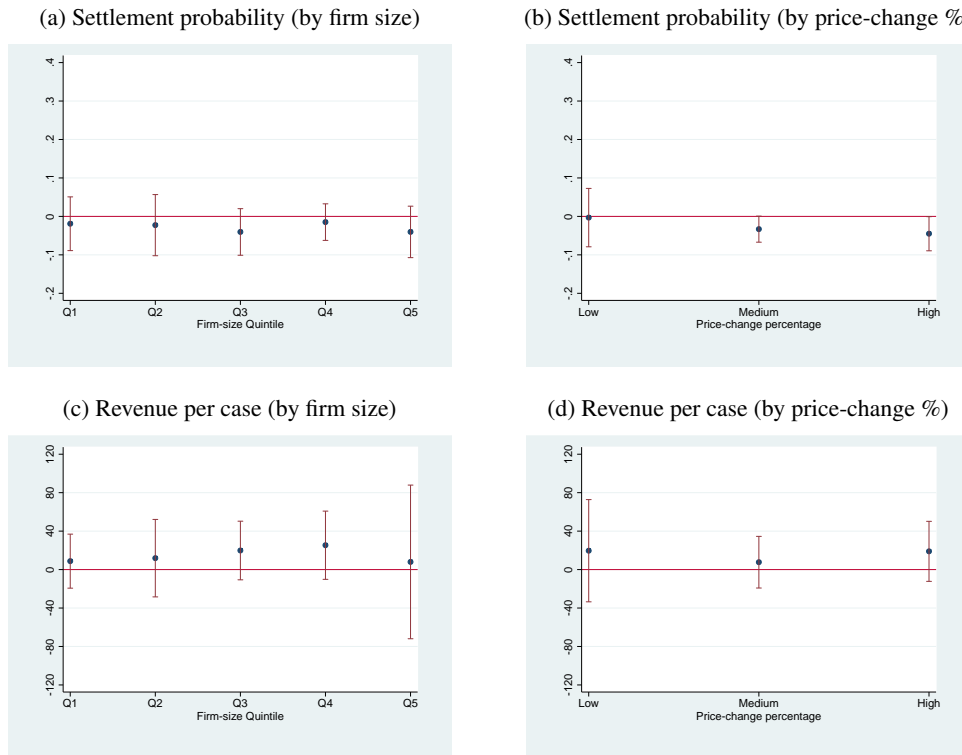 (a) Settlement probability (by firm size)
.4
.3
.2
.1
0
-.1
-.2
Q1 Q2 Q3 Q4 Q5
Firm-size Quintile
(b) Settlement probability (by price-change %
.4
.3
.2
.1
0
-.1
-.2
Low Medium High
Price-change percentage
(c) Revenue per case (by firm size)
120
80
40
0
-40
-80
-120
Q1 Q2 Q3 Q4 Q5
Firm-size Quintile
(d) Revenue per case (by price-change %)
120
80
40
0
-40
-80
-120
Low Medium High
Price-change percentage